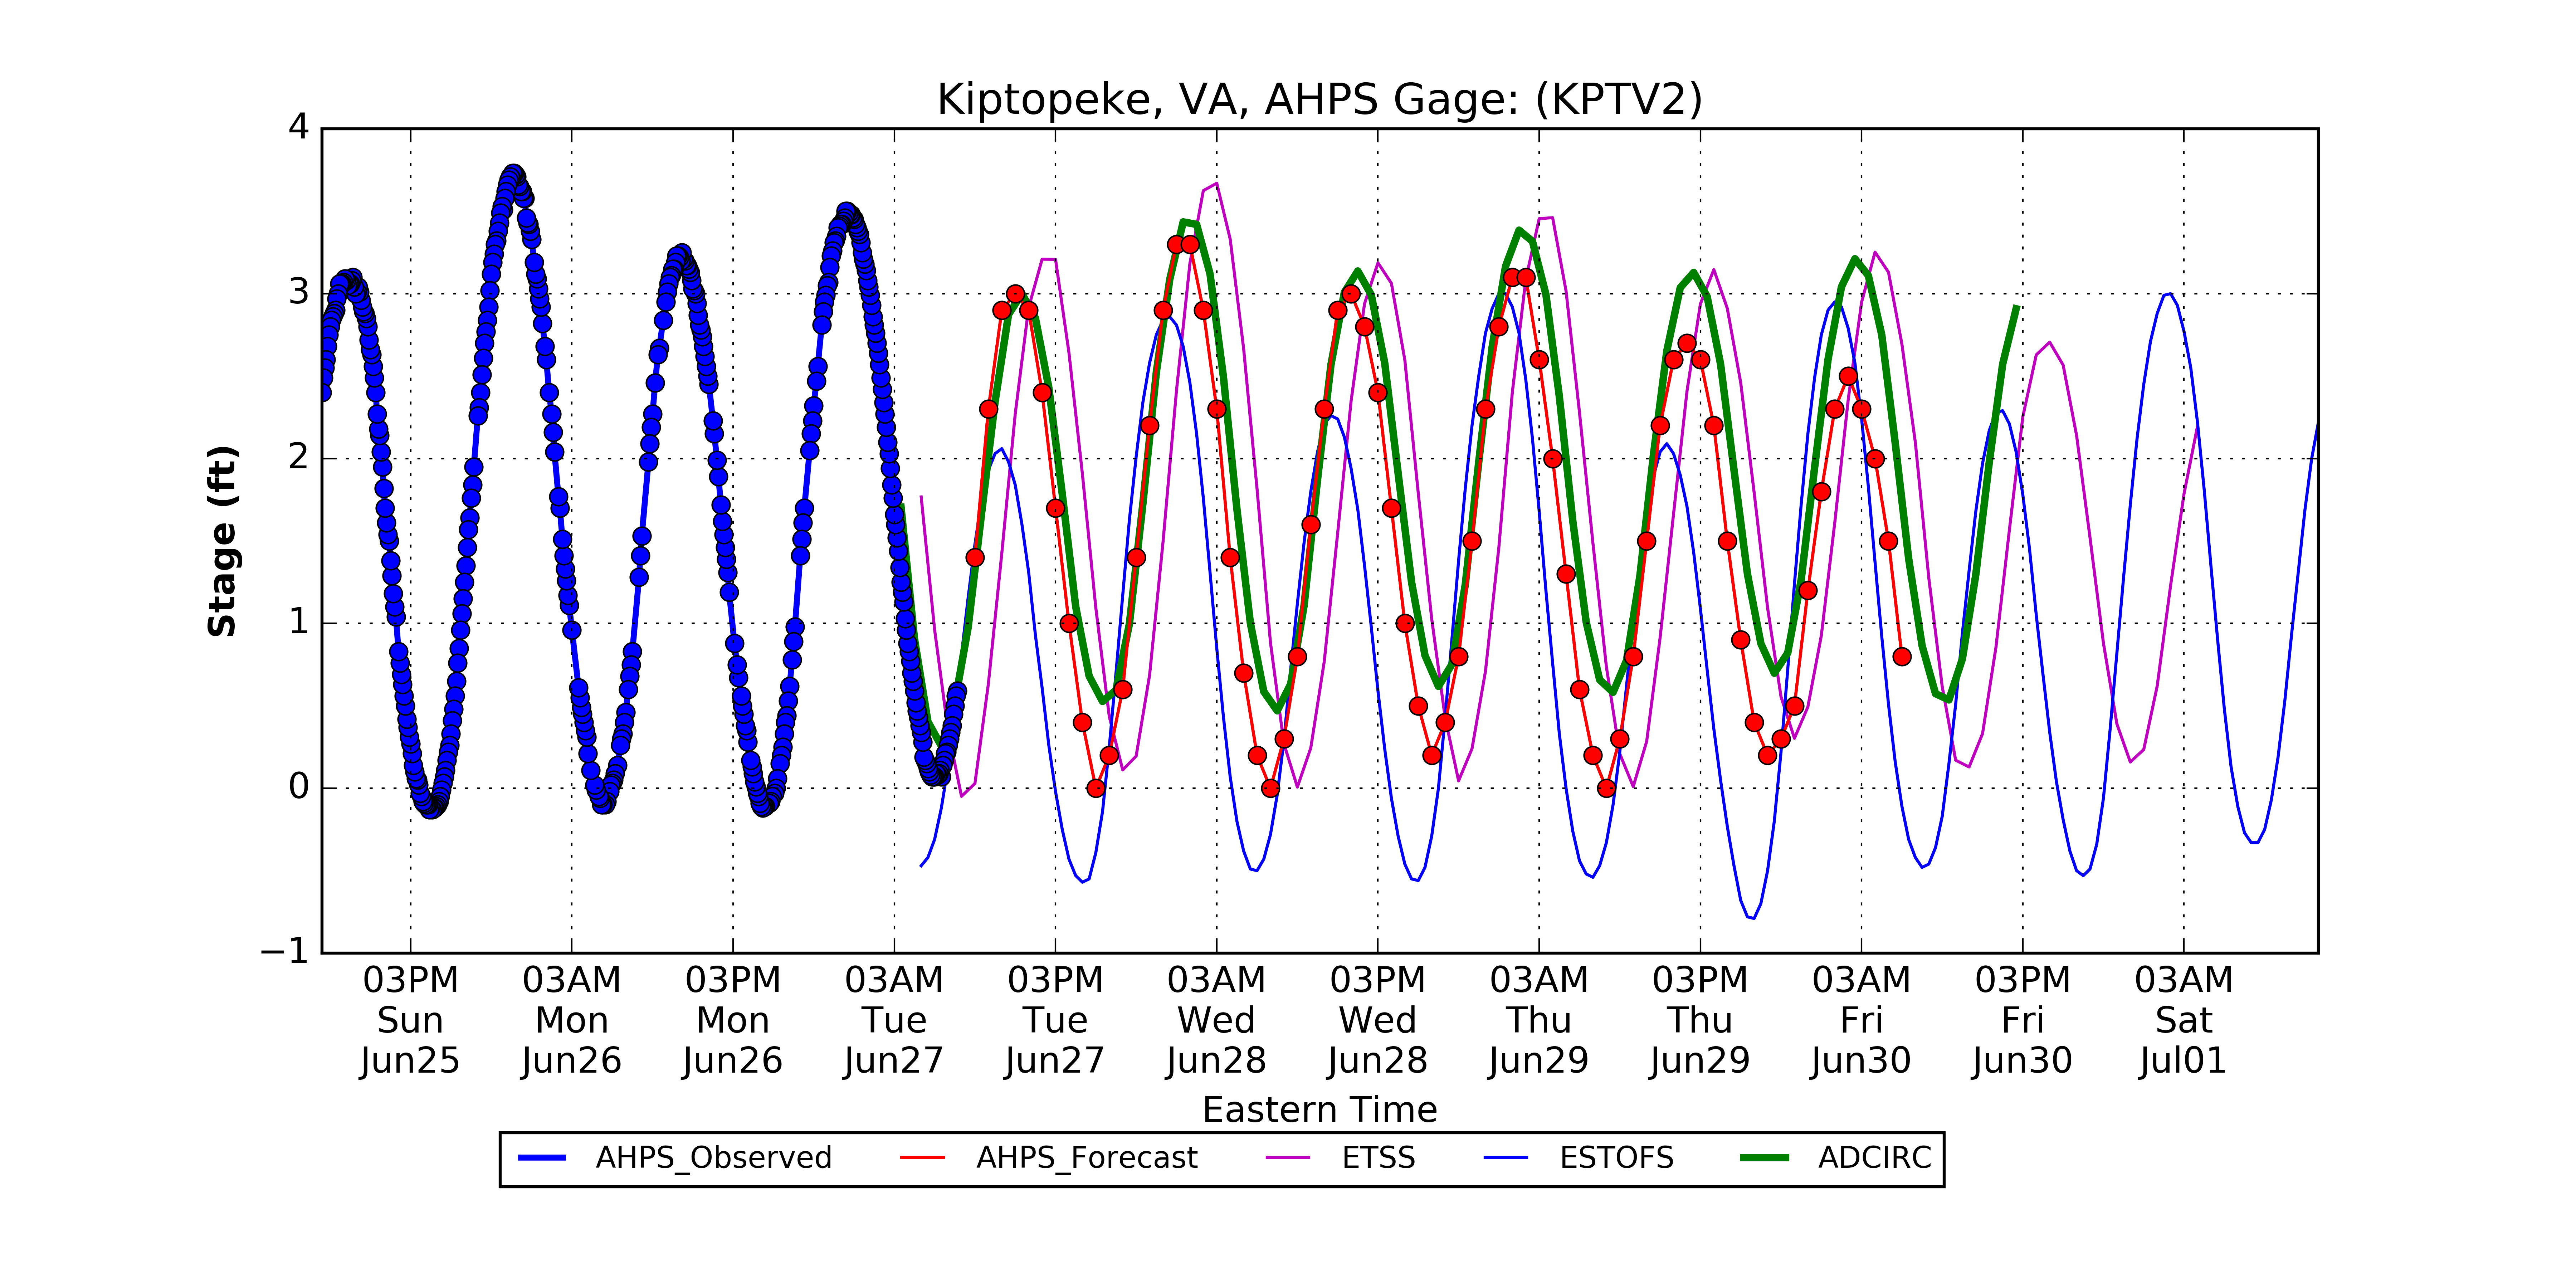 Kiptopeke, VA, AHPS Gage: (KPTV2)
4
3
2
1
0
−1
Stage (ft)
03PM 03AM 03PM 03AM 03PM 03AM 03PM 03AM 03PM 03AM 03PM 03AM
Sun Mon Mon Tue Tue Wed Wed Thu Thu Fri Fri Sat
Jun25 Jun26 Jun26 Jun27 Jun27 Jun28 Jun28 Jun29 Jun29 Jun30 Jun30 Jul01
Eastern Time
AHPS_Observed AHPS_Forecast ETSS ESTOFS ADCIRC